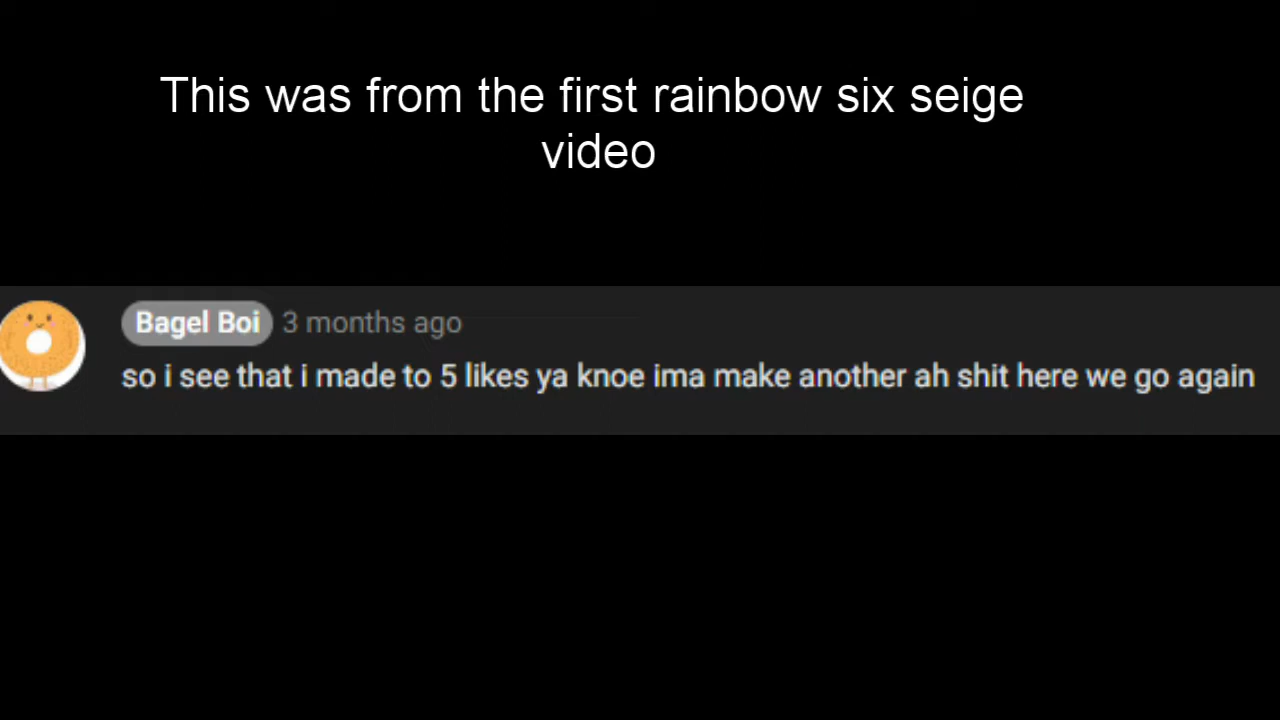 This was from the first rainbow six seige
video
Bagel Boi 3 months ago
so i see that i made to 5 likes ya knoe ima make another ah shit here we go again